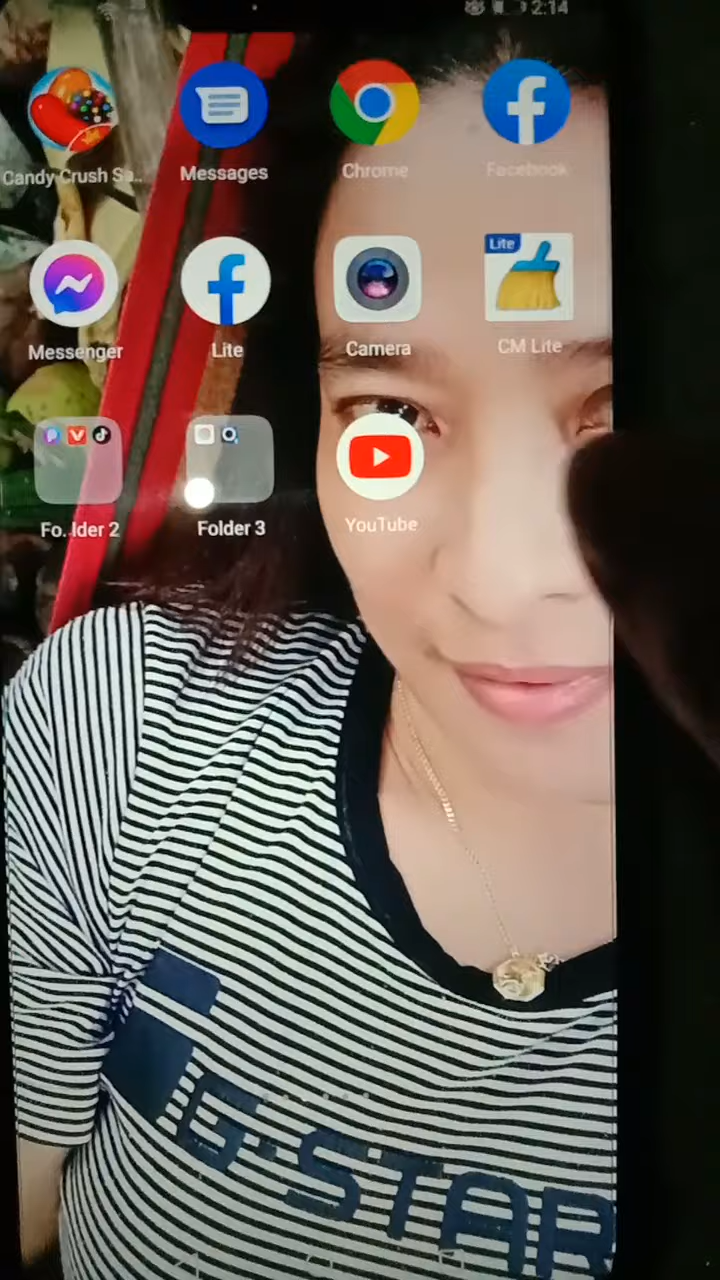 2:14
Candy Crush Sa..
Messages
Chrome
Facebook
Messenger
Lite
Camera
Lite
CM Lite
Fo.. lder 2
Folder 3
YouTube
G-STAR